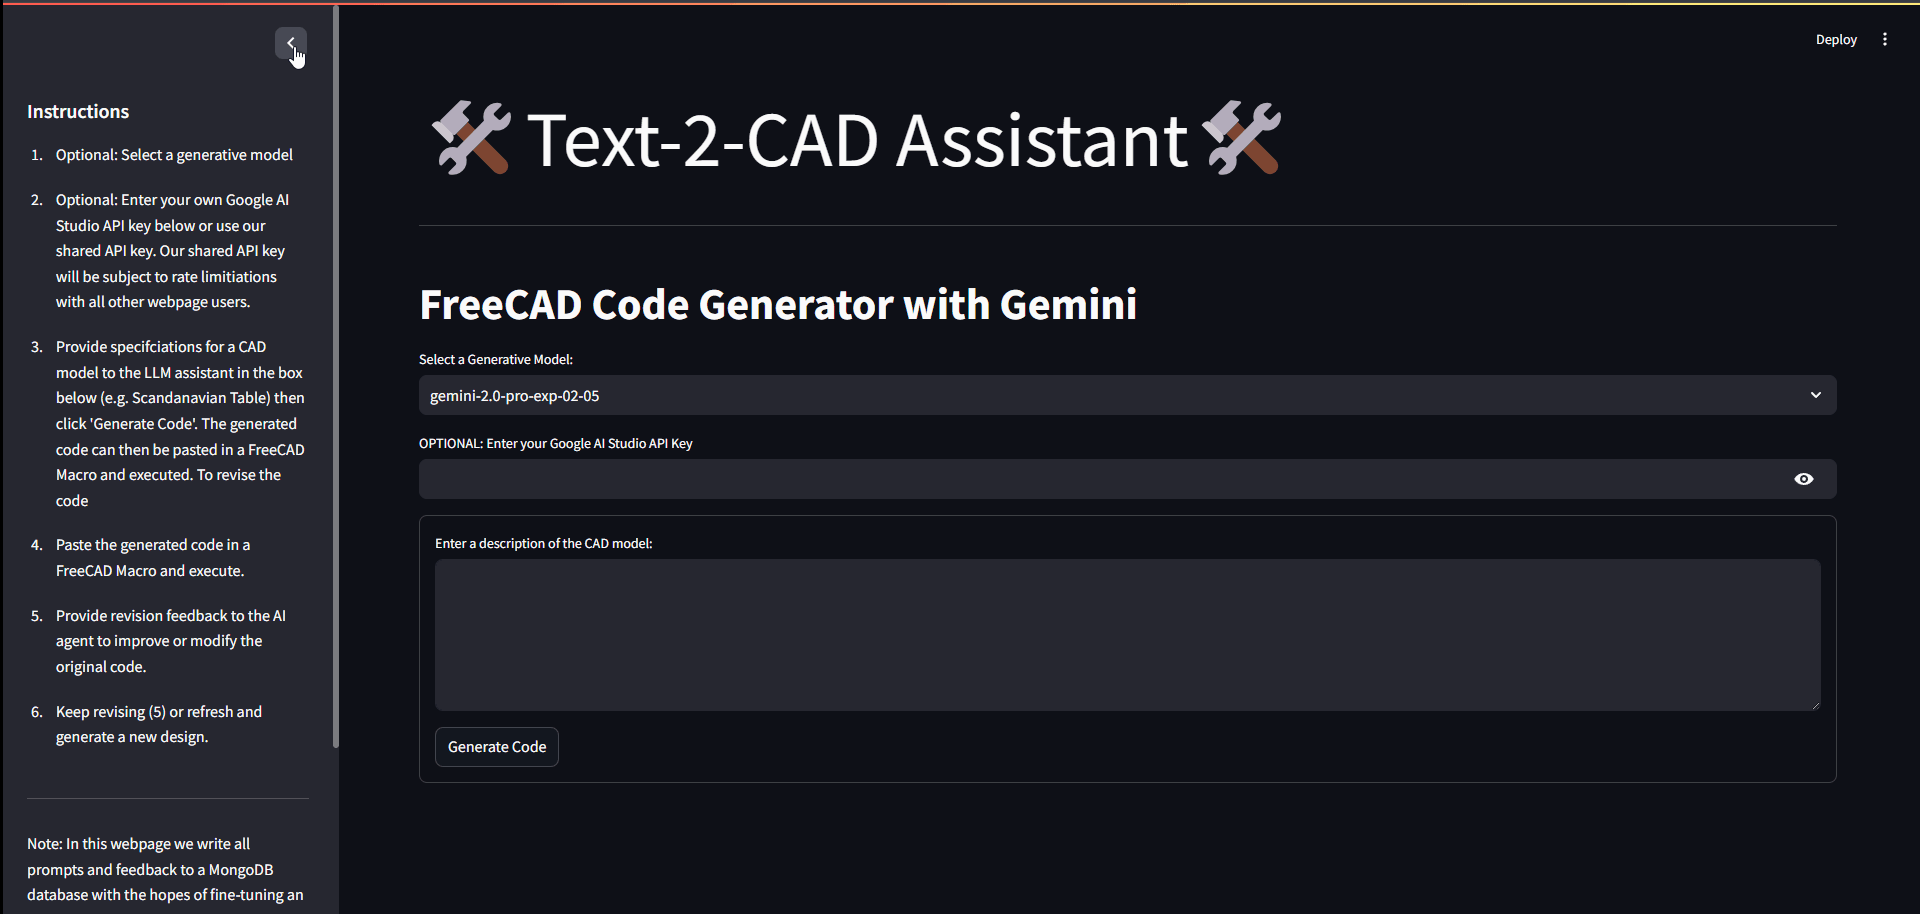 Deploy
Instructions
1. Optional: Select a generative model
2. Optional: Enter your own Google AI
Studio API key below or use our
shared API key. Our shared API key
will be subject to rate limitiations
with all other webpage users.
3. Provide specifciations for a CAD
model to the LLM assistant in the box
below (e.g. Scandanavian Table) then
click 'Generate Code'. The generated
code can then be pasted in a FreeCAD
Macro and executed. To revise the
code
4. Paste the generated code in a
FreeCAD Macro and execute.
5. Provide revision feedback to the AI
agent to improve or modify the
original code.
6. Keep revising (5) or refresh and
generate a new design.
Note: In this webpage we write all
prompts and feedback to a MongoDB
database with the hopes of fine-tuning an
Text-2-CAD Assistant
FreeCAD Code Generator with Gemini
Select a Generative Model:
gemini-2.0-pro-exp-02-05
OPTIONAL: Enter your Google AI Studio API Key
Enter a description of the CAD model:
Generate Code